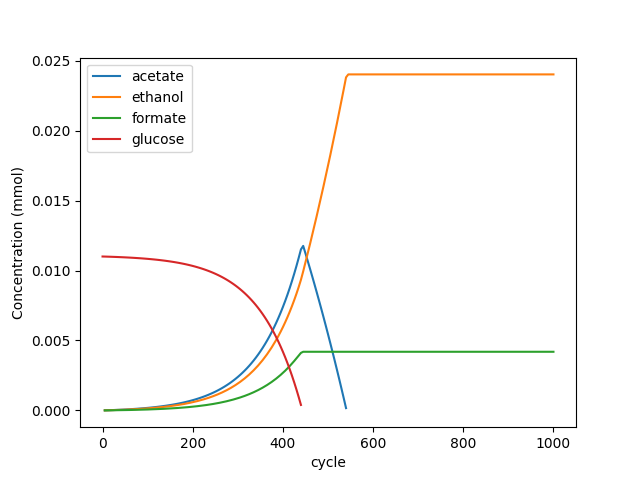 0.025
0.020
0.015
0.010
0.005
0.000
Concentration (mmol)
acetate
ethanol
formate
glucose
0 200 400 600 800 1000
cycle